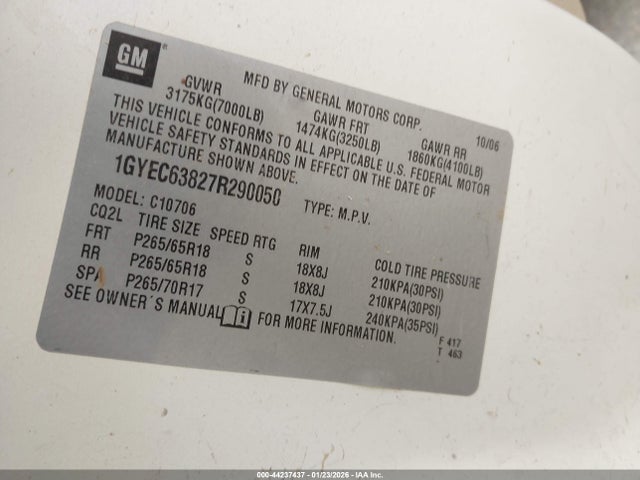 GM
MFD BY GENERAL MOTORS CORP. 10/06
GVWR GAWR FRT GAWR RR
3175KG(7000LB) 1474KG(3250LB) 1860KG(4100LB)
THIS VEHICLE CONFORMS TO ALL APPLICABLE U.S. FEDERAL MOTOR
VEHICLE SAFETY STANDARDS IN EFFECT ON THE DATE OF
MANUFACTURE SHOWN ABOVE.
1GYEC63827R290050 TYPE: M.P.V.
MODEL: C10706
CQ2L TIRE SIZE SPEED RTG RIM COLD TIRE PRESSURE
FRT P265/65R18 S 18X8J 210KPA(30PSI)
RR P265/65R18 S 18X8J 210KPA(30PSI)
SPA P265/70R17 S 17X7.5J 240KPA(35PSI)
SEE OWNER´S MANUAL FOR MORE INFORMATION.
F 417
T 463
000-44237437 - 01/23/2026 - IAA Inc.